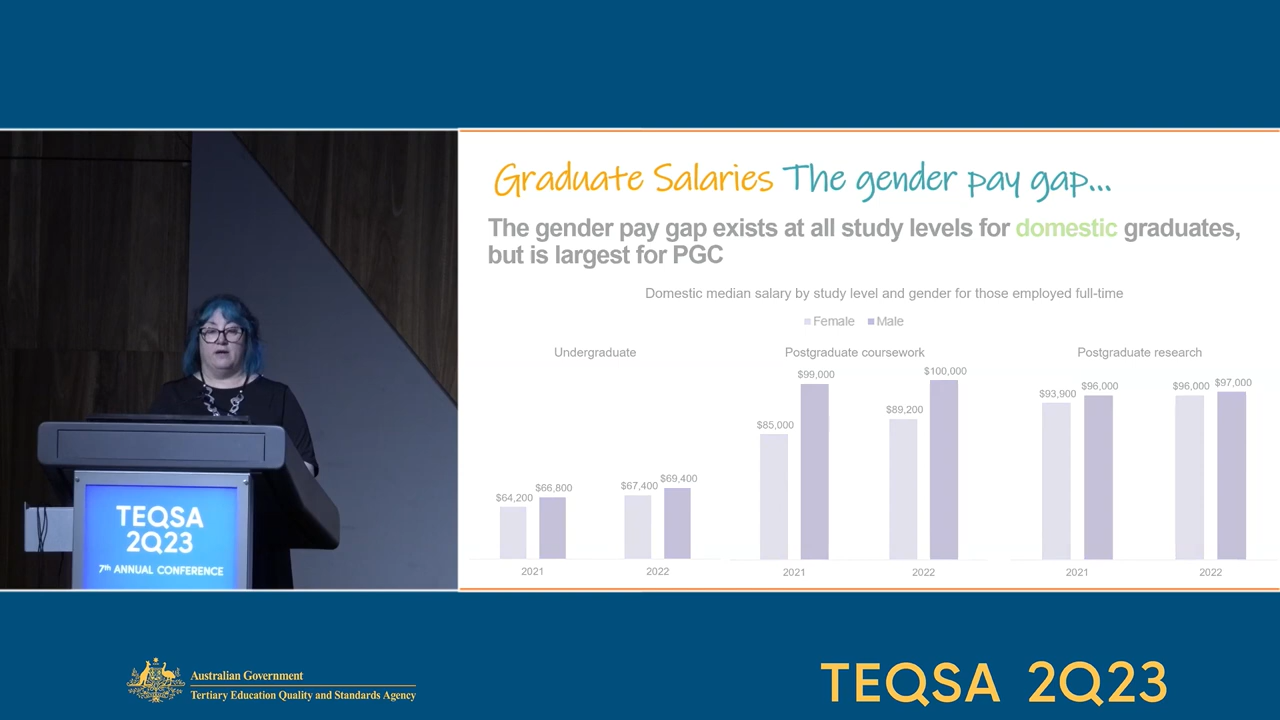 Graduate Salaries The gender pay gap...
The gender pay gap exists at all study levels for domestic graduates,
but is largest for PGC
Domestic median salary by study level and gender for those employed full-time
Female Male
Undergraduate
$64,200 $66,800
$67,400 $69,400
2021 2022
Postgraduate coursework
$85,000 $99,000
$89,200 $100,000
2021 2022
Postgraduate research
$93,900 $96,000
$96,000 $97,000
2021 2022
TEQSA
2Q23
7th ANNUAL CONFERENCE
Australian Government
Tertiary Education Quality and Standards Agency
TEQSA 2Q23